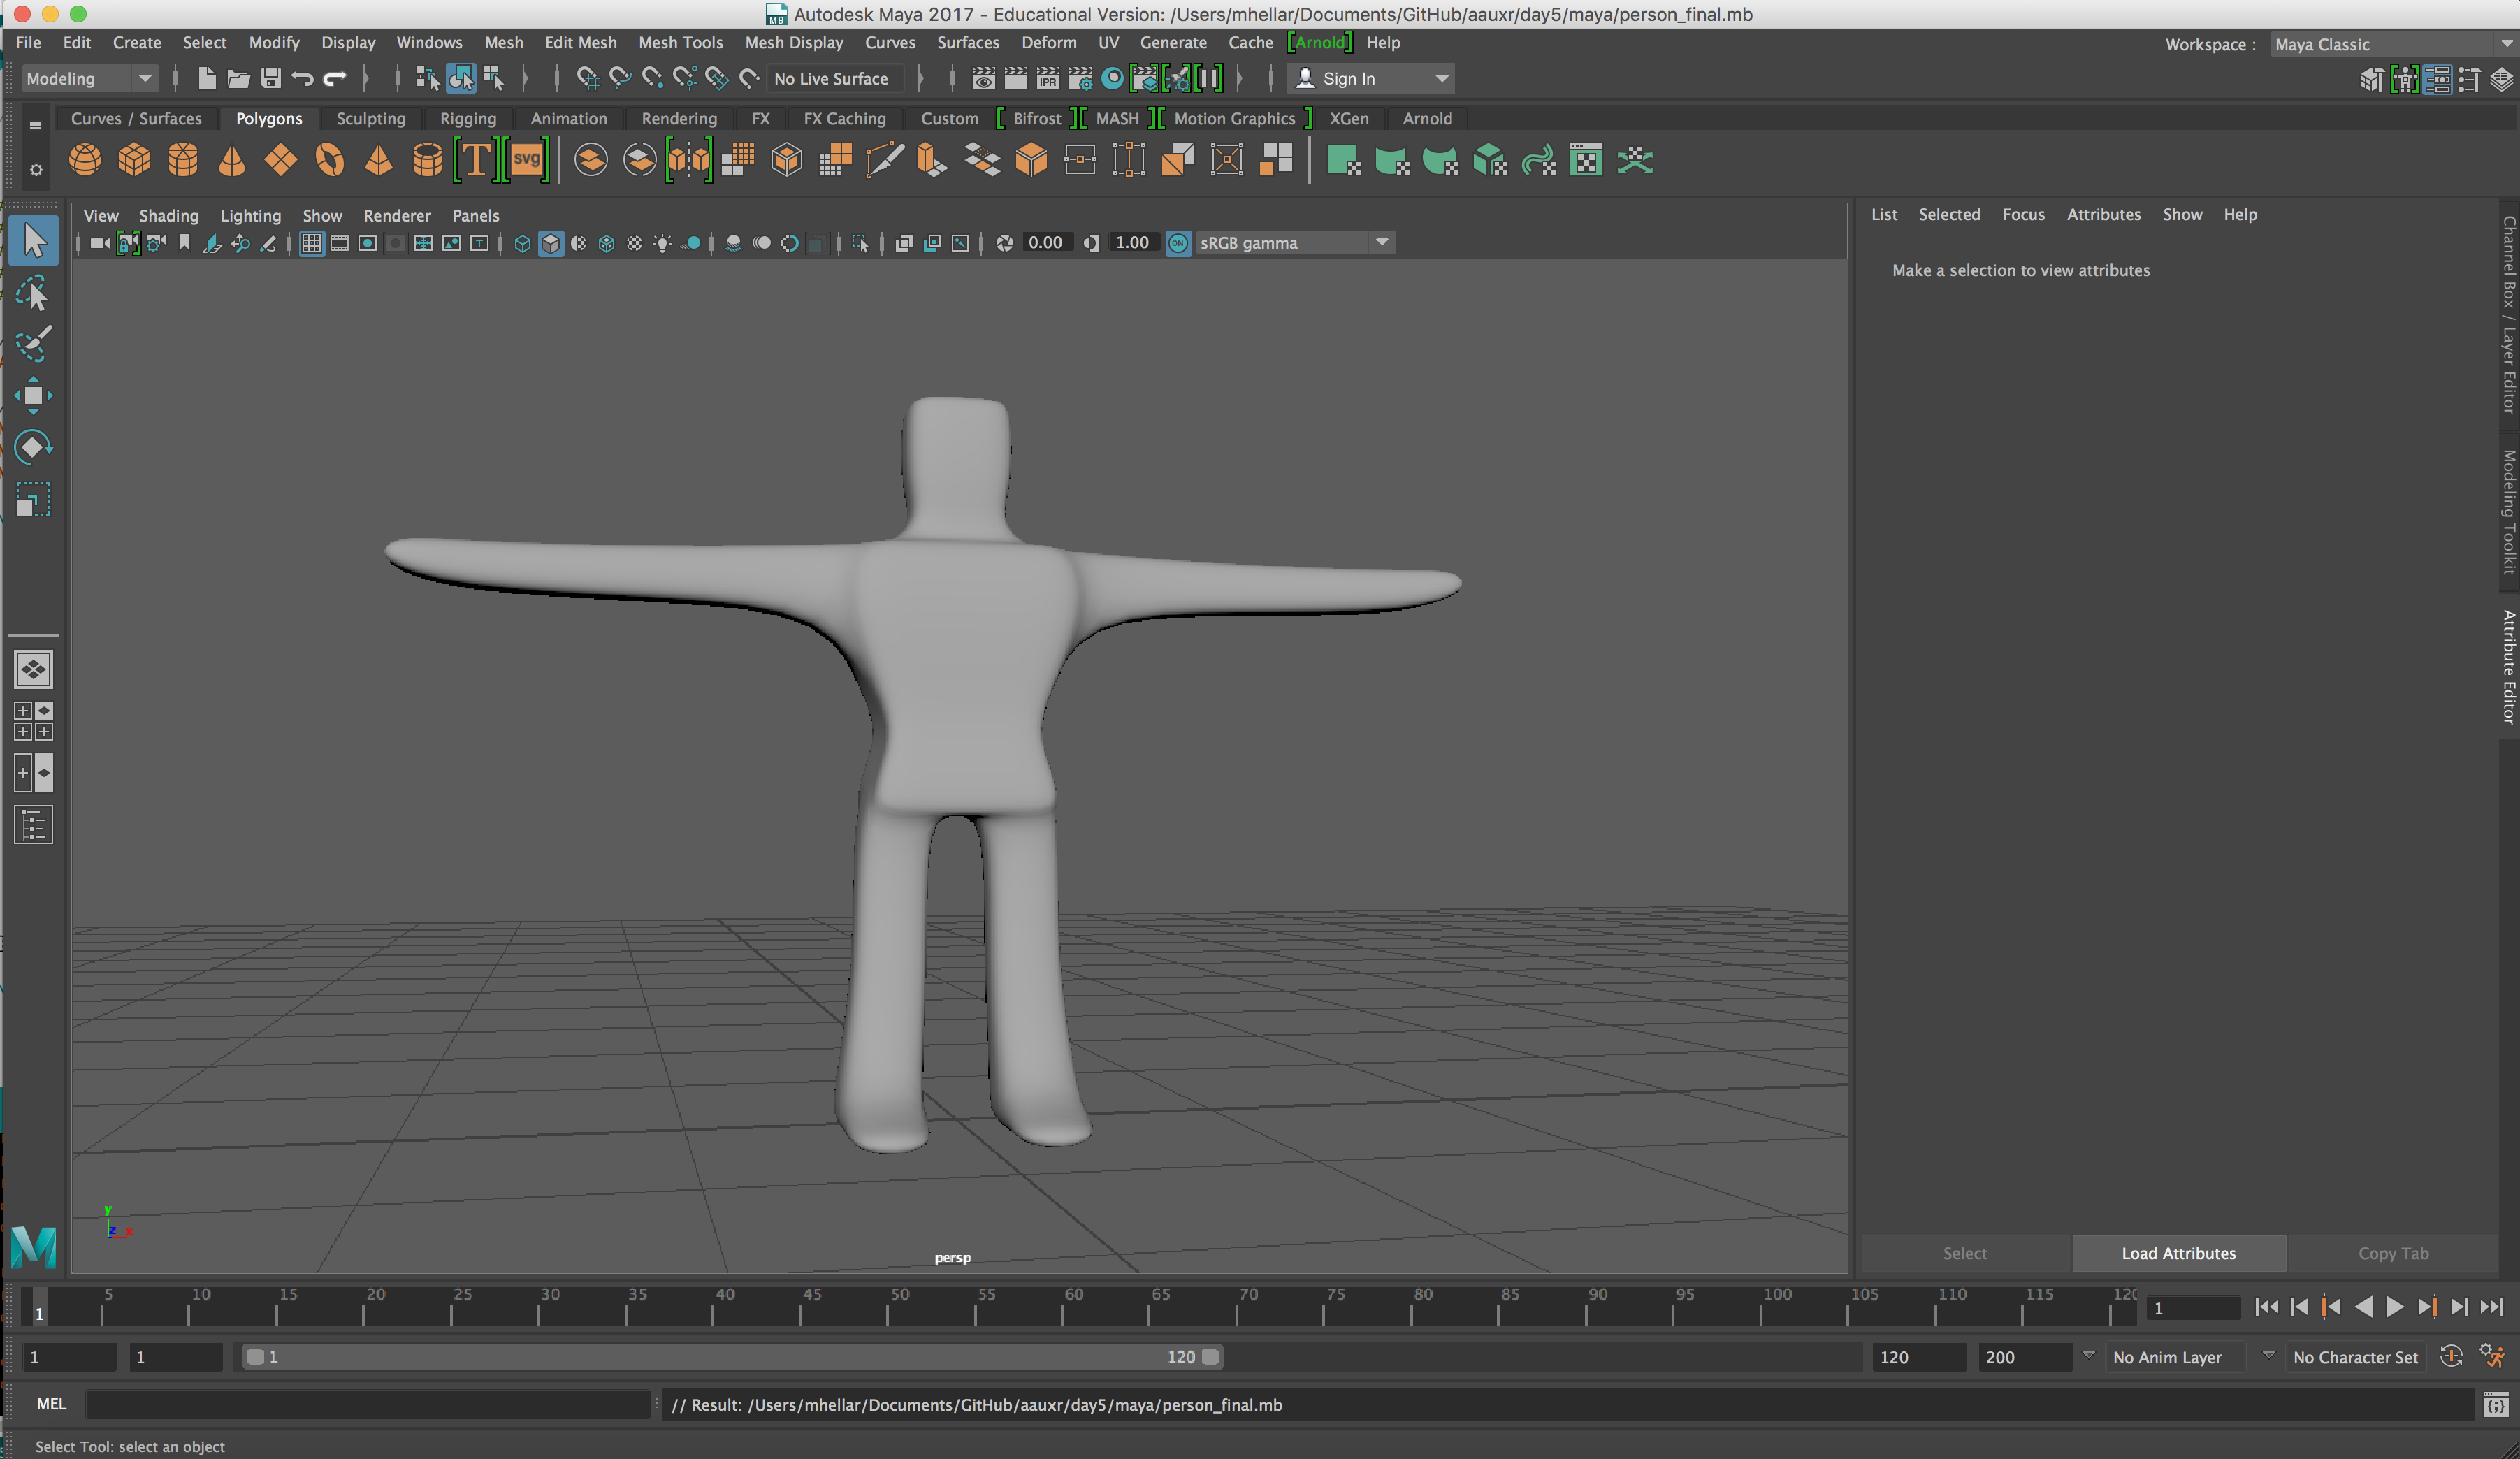 Autodesk Maya 2017 - Educational Version: /Users/mhellar/Documents/GitHub/aauxr/day5/maya/person_final.mb
File Edit Create Select Modify Display Windows Mesh Edit Mesh Mesh Tools Mesh Display Curves Surfaces Deform UV Generate Cache [Arnold] Help
Workspace : Maya Classic
Modeling
No Live Surface
IPR
Sign In
Curves / Surfaces Polygons Sculpting Rigging Animation Rendering FX FX Caching Custom [ Bifrost ][ MASH ][ Motion Graphics ] XGen Arnold
T svg
View Shading Lighting Show Renderer Panels
0.00 1.00 ON sRGB gamma
List Selected Focus Attributes Show Help
Make a selection to view attributes
Channel Box / Layer Editor
Modeling Toolkit
Attribute Editor
y
z x
persp
Select Load Attributes Copy Tab
5 10 15 20 25 30 35 40 45 50 55 60 65 70 75 80 85 90 95 100 105 110 115 120
1 1
1 1 1 120 120 200 No Anim Layer No Character Set
MEL // Result: /Users/mhellar/Documents/GitHub/aauxr/day5/maya/person_final.mb
Select Tool: select an object